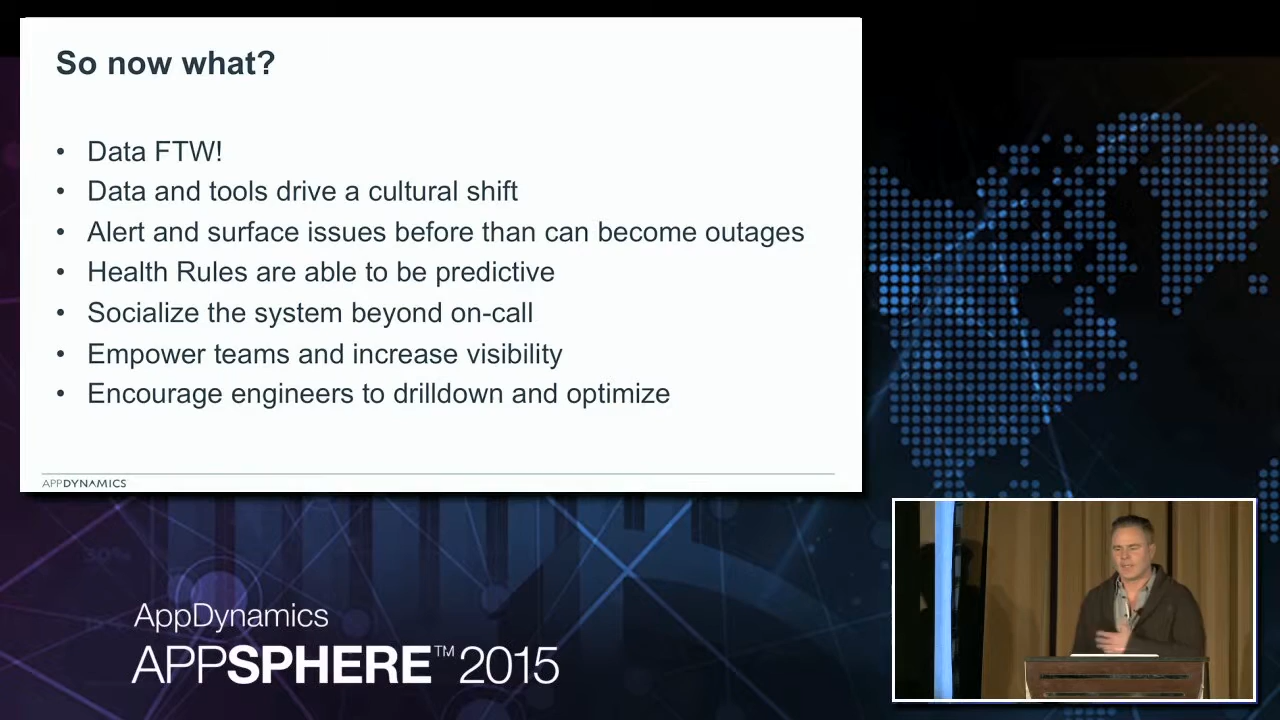 So now what?
• Data FTW!
• Data and tools drive a cultural shift
• Alert and surface issues before than can become outages
• Health Rules are able to be predictive
• Socialize the system beyond on-call
• Empower teams and increase visibility
• Encourage engineers to drilldown and optimize
APPDYNAMICS
30%
AppDynamics
APPSPHERE™ 2015